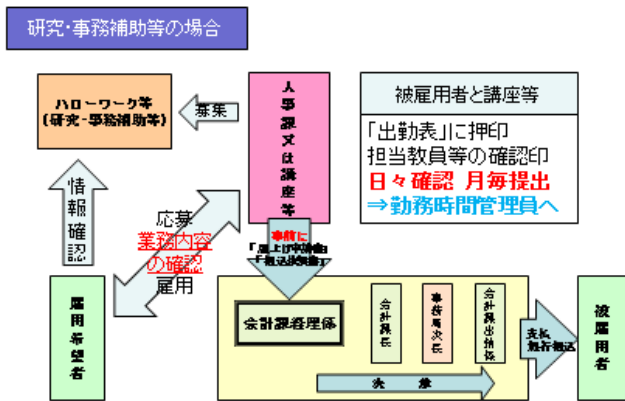 研究・事務補助等の場合
ハローワーク等
(研究・事務補助等)
募集
人事課又は講座等
被雇用者と講座等
「出勤表」に押印
担当教員等の確認印
日々確認 月毎提出
⇒勤務時間管理員へ
情報確認
応募
業務内容
の確認
雇用
事前に
雇用希望者
会計課経理係
会計課長
事務局次長
会計課出納係
支払
銀行振込
被雇用者
決裁